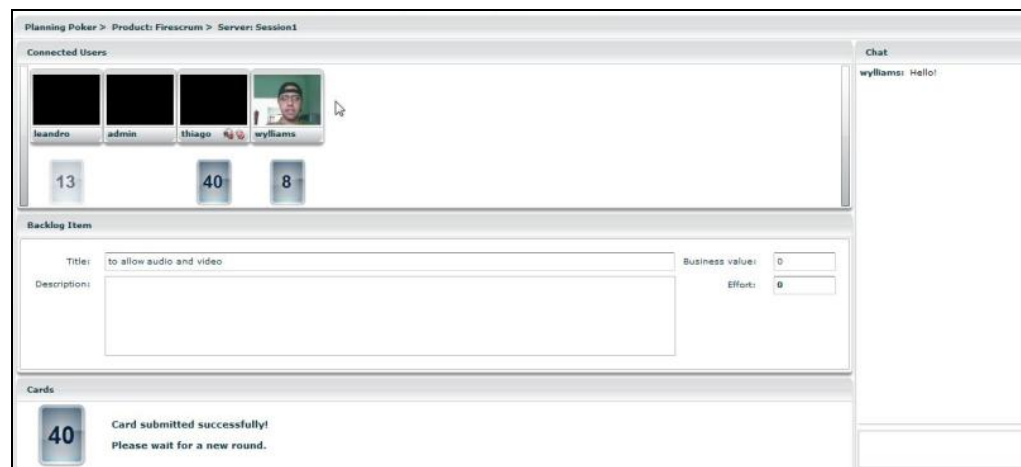 Planning Poker > Product: Firescrum > Server: Session1
Connected Users
leandro
admin
thiago
wylliams
13
40
8
Chat
wylliams: Hello!
Backlog Item
Title: to allow audio and video
Business value: 0
Description:
Effort: 0
Cards
40
Card submitted successfully!
Please wait for a new round.